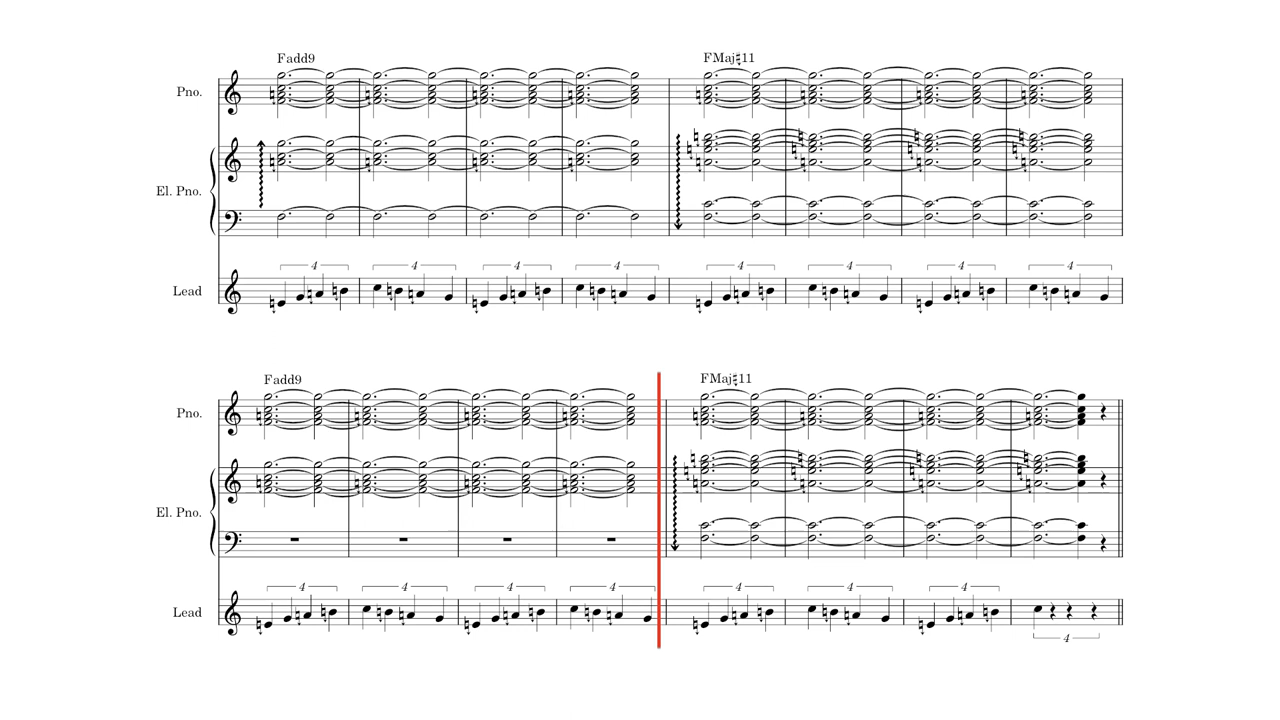 Fadd9 FMaj♯11
Pno.
El. Pno.
4 4 4 4 4 4 4 4
Lead
Fadd9 FMaj♯11
Pno.
El. Pno.
4 4 4 4 4 4 4
Lead
4